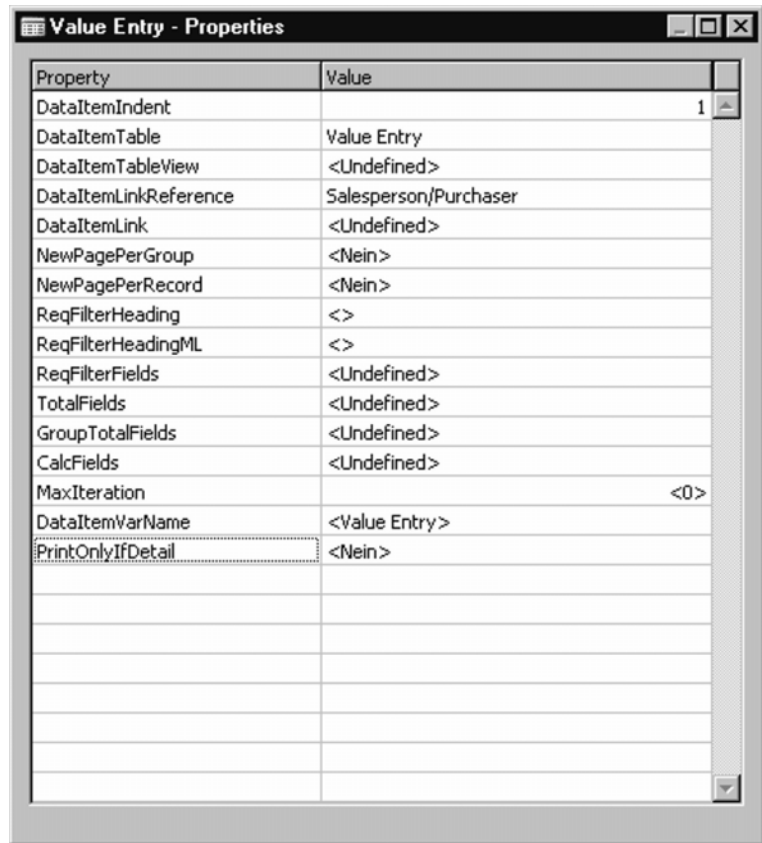 Value Entry - Properties
Property Value
DataItemIndent 1
DataItemTable Value Entry
DataItemTableView <Undefined>
DataItemLinkReference Salesperson/Purchaser
DataItemLink <Undefined>
NewPagePerGroup <Nein>
NewPagePerRecord <Nein>
ReqFilterHeading <>
ReqFilterHeadingML <>
ReqFilterFields <Undefined>
TotalFields <Undefined>
GroupTotalFields <Undefined>
CalcFields <Undefined>
MaxIteration <0>
DataItemVarName <Value Entry>
PrintOnlyIfDetail <Nein>